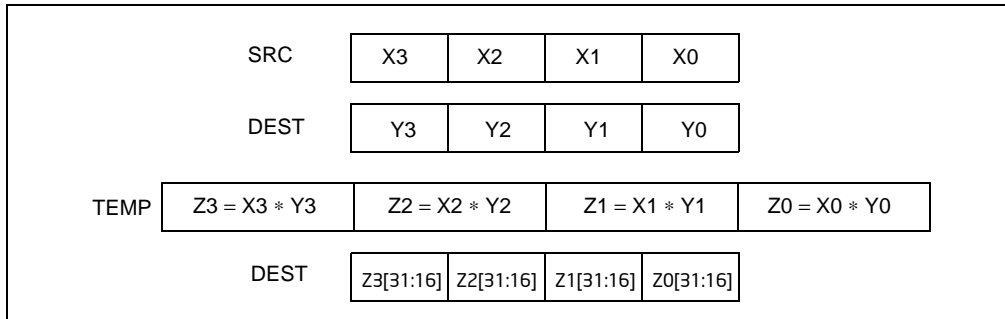 SRC X3 X2 X1 X0
DEST Y3 Y2 Y1 Y0
TEMP Z3 = X3 * Y3 Z2 = X2 * Y2 Z1 = X1 * Y1 Z0 = X0 * Y0
DEST Z3[31:16] Z2[31:16] Z1[31:16] Z0[31:16]